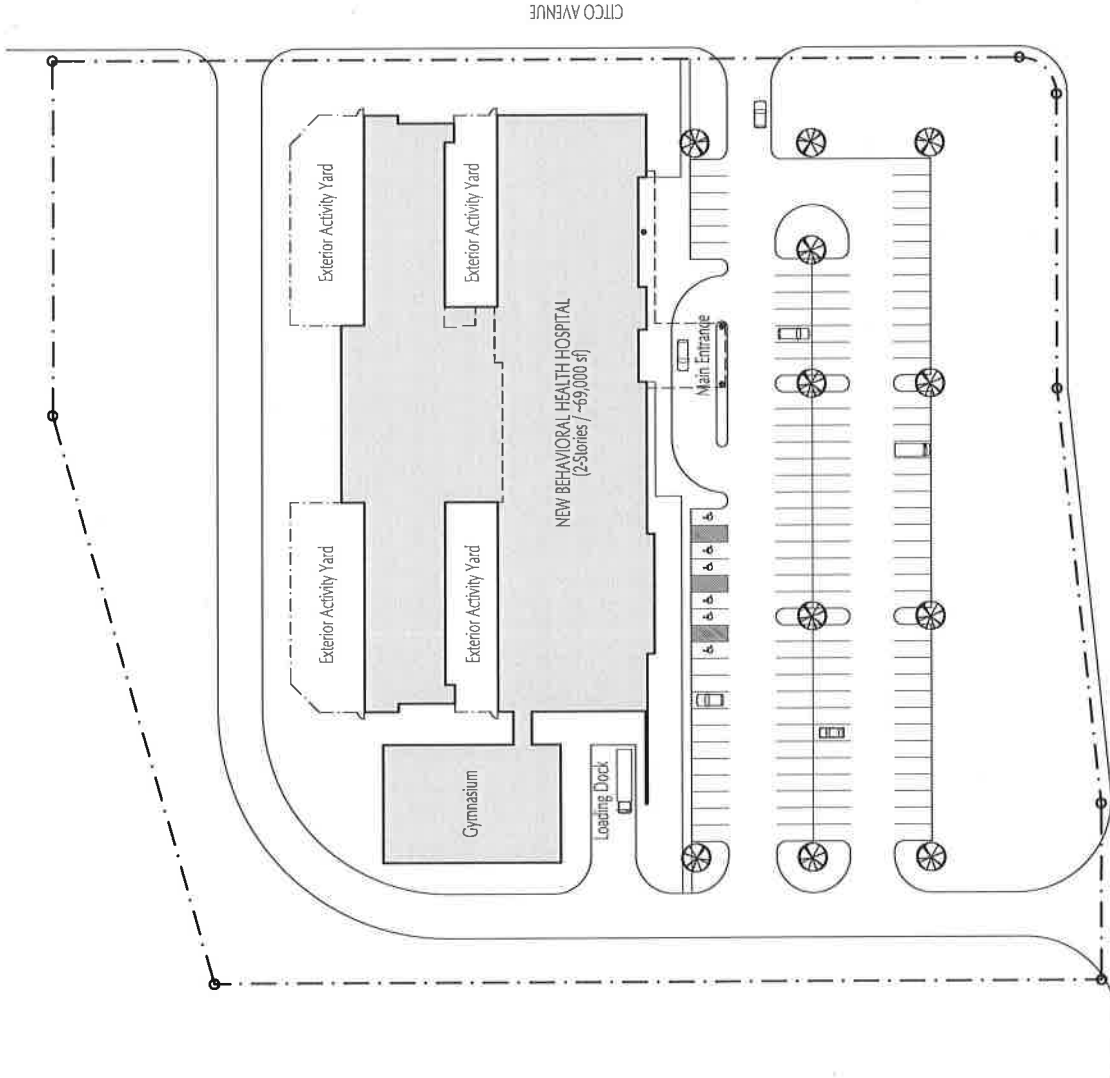 CITCO AVENUE
Exterior Activity Yard
Exterior Activity Yard
Exterior Activity Yard
Exterior Activity Yard
NEW BEHAVIORAL HEALTH HOSPITAL
(2-Stories / ~69,000 sf)
Main Entrance
Gymnasium
Loading Dock